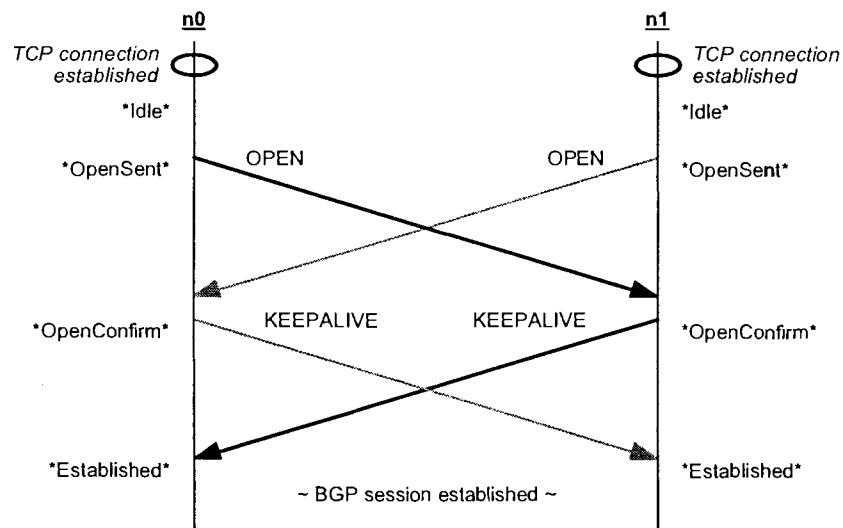 n0 n1
TCP connection
established
TCP connection
established
*Idle* *Idle*
*OpenSent* OPEN OPEN *OpenSent*
*OpenConfirm* KEEPALIVE KEEPALIVE *OpenConfirm*
*Established* *Established*
~ BGP session established ~